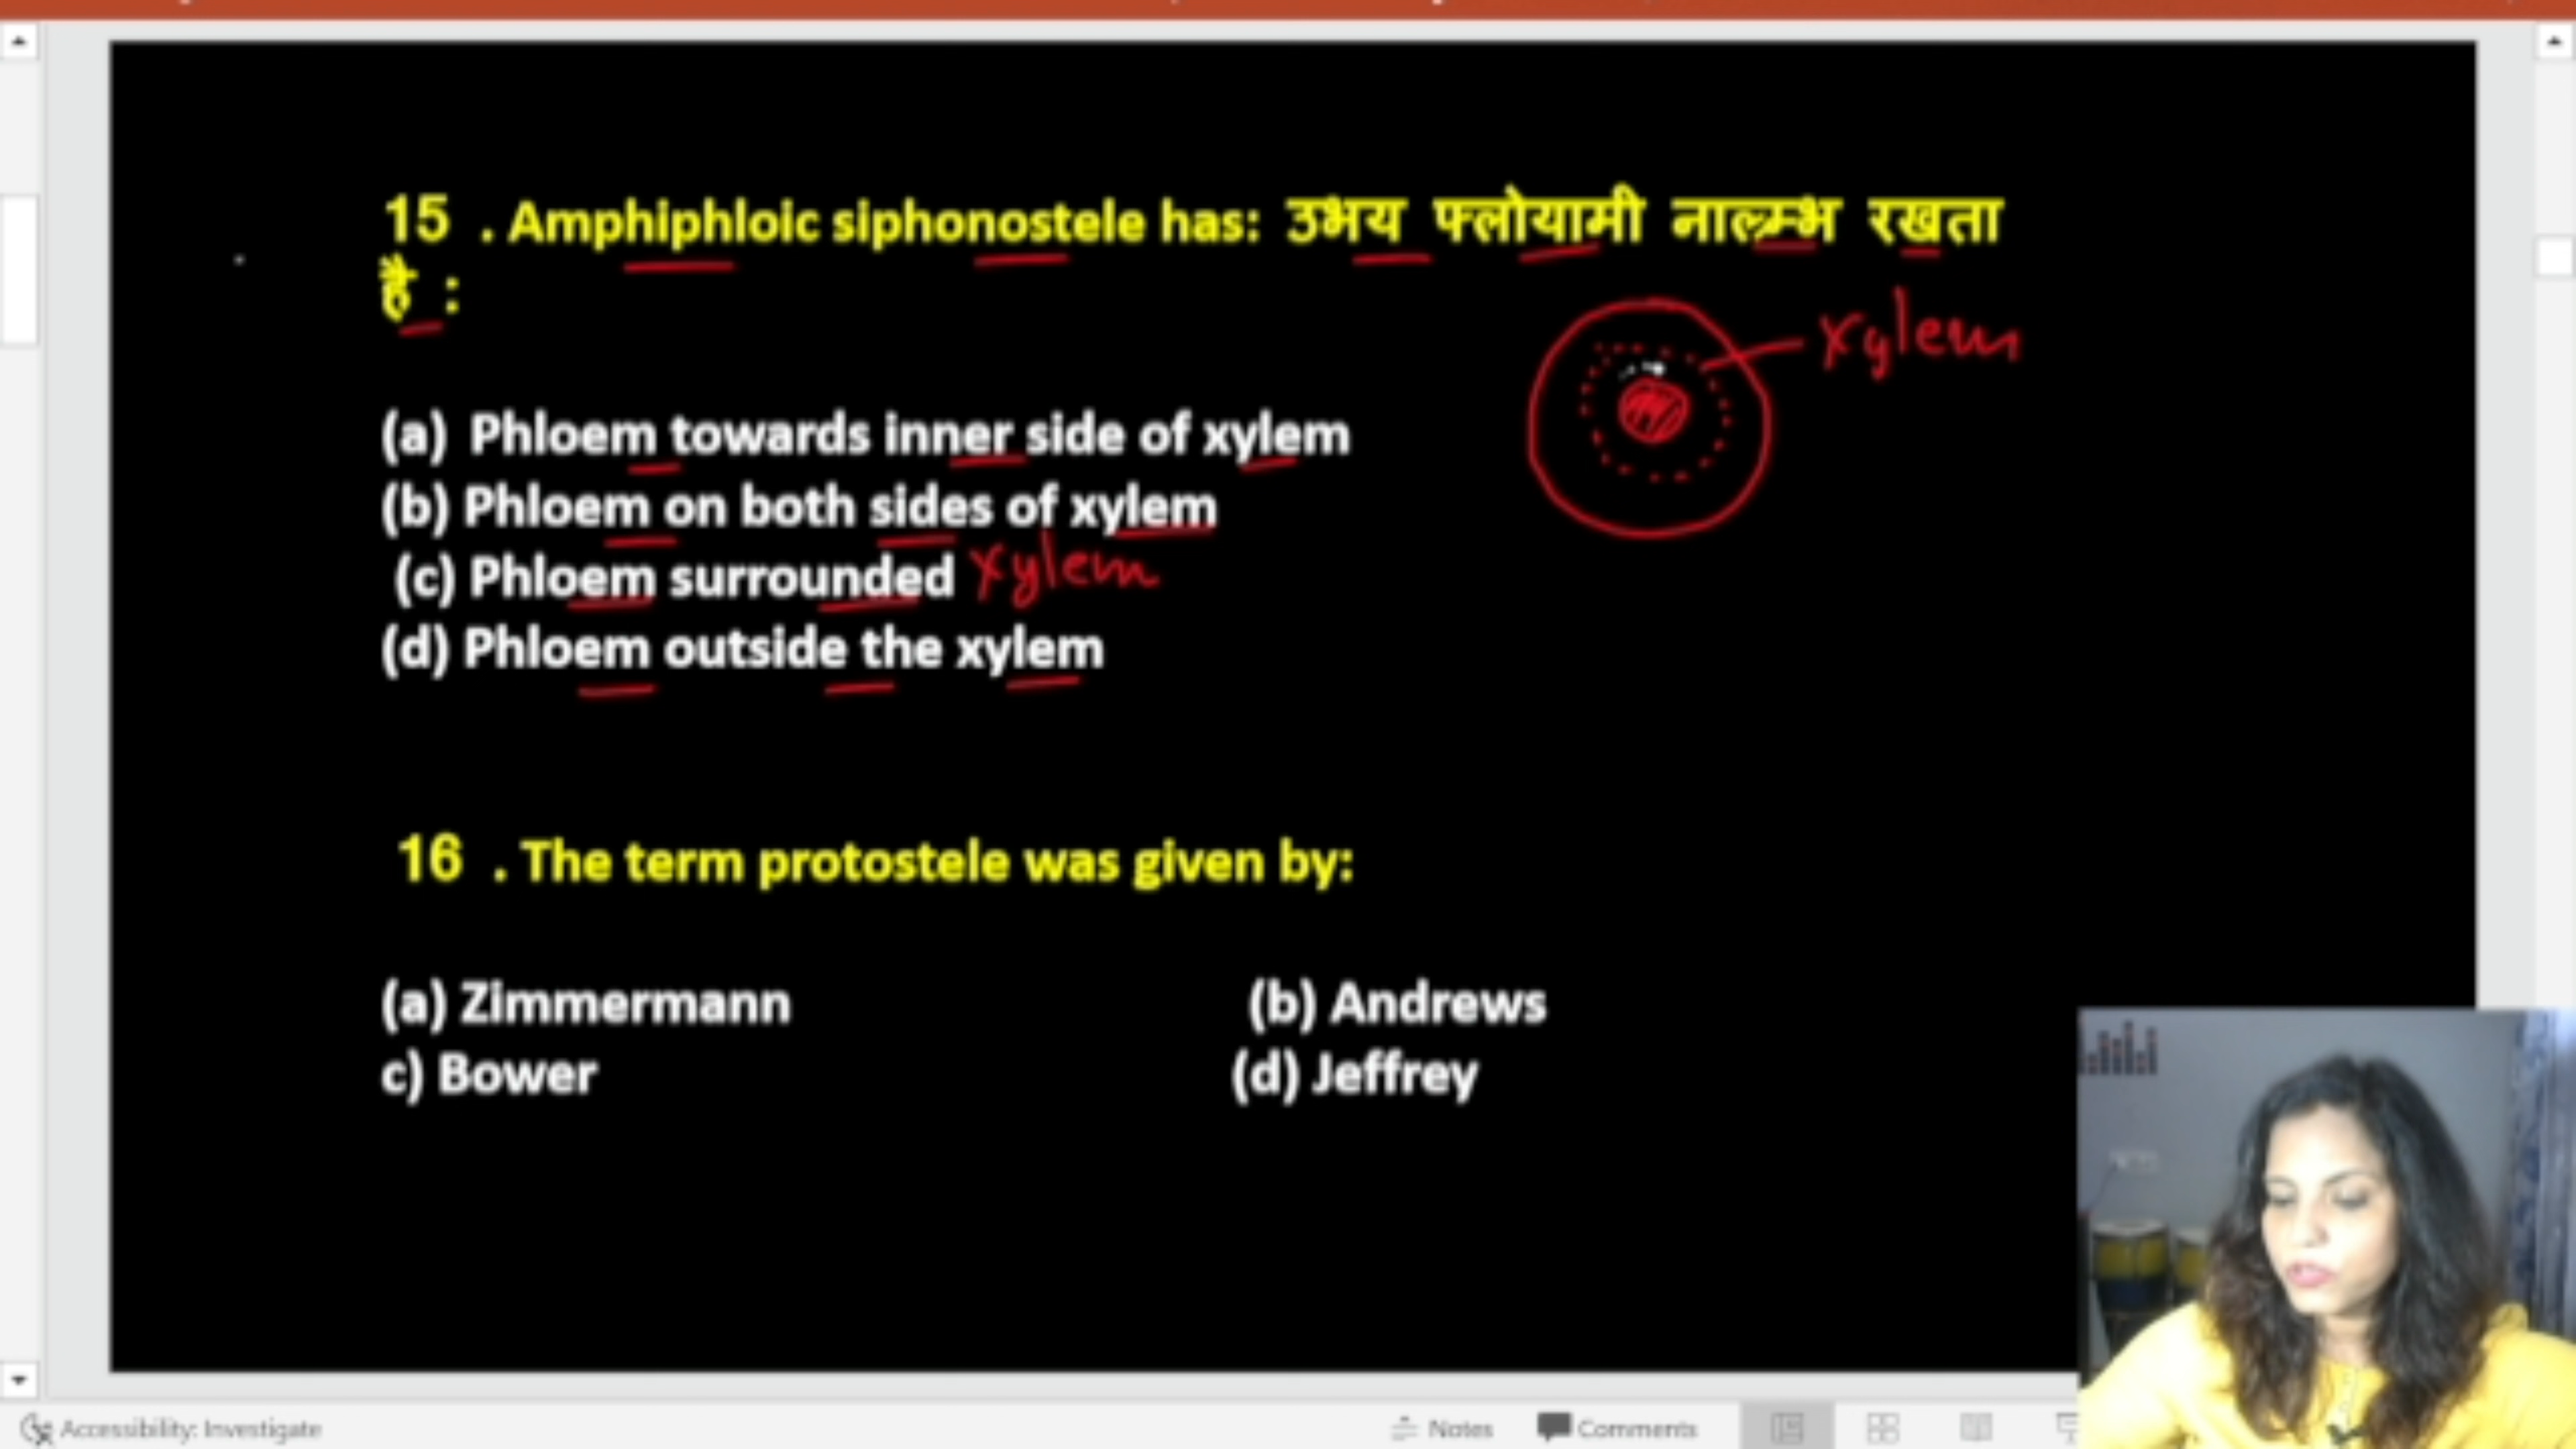 15 . Amphiphloic siphonostele has: उभय फ्लोयामी नालम्भ रखता
है :
xylem
(a) Phloem towards inner side of xylem
(b) Phloem on both sides of xylem
(c) Phloem surrounded xylem
(d) Phloem outside the xylem
16 . The term protostele was given by:
(a) Zimmermann (b) Andrews
c) Bower (d) Jeffrey
Accessibility: Investigate Notes Comments